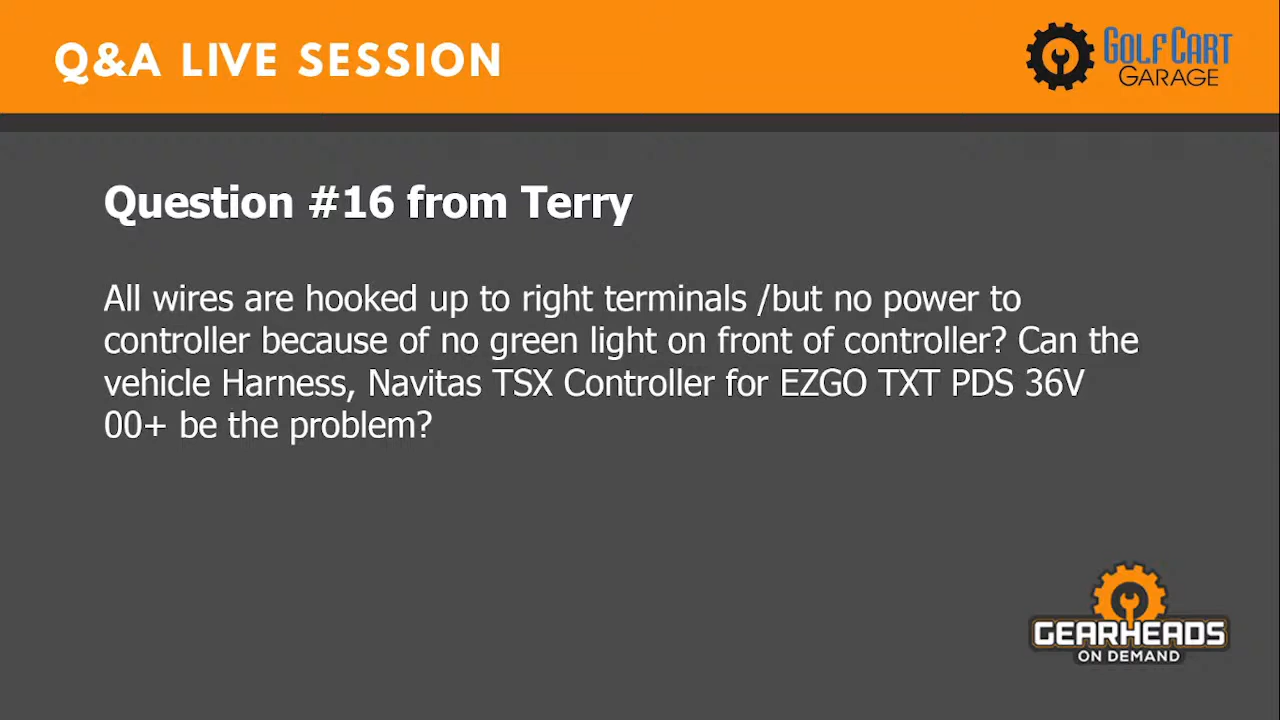 Q&A LIVE SESSION
GOLF CART
GARAGE
Question #16 from Terry
All wires are hooked up to right terminals /but no power to
controller because of no green light on front of controller? Can the
vehicle Harness, Navitas TSX Controller for EZGO TXT PDS 36V
00+ be the problem?
GEARHEADS
ON DEMAND